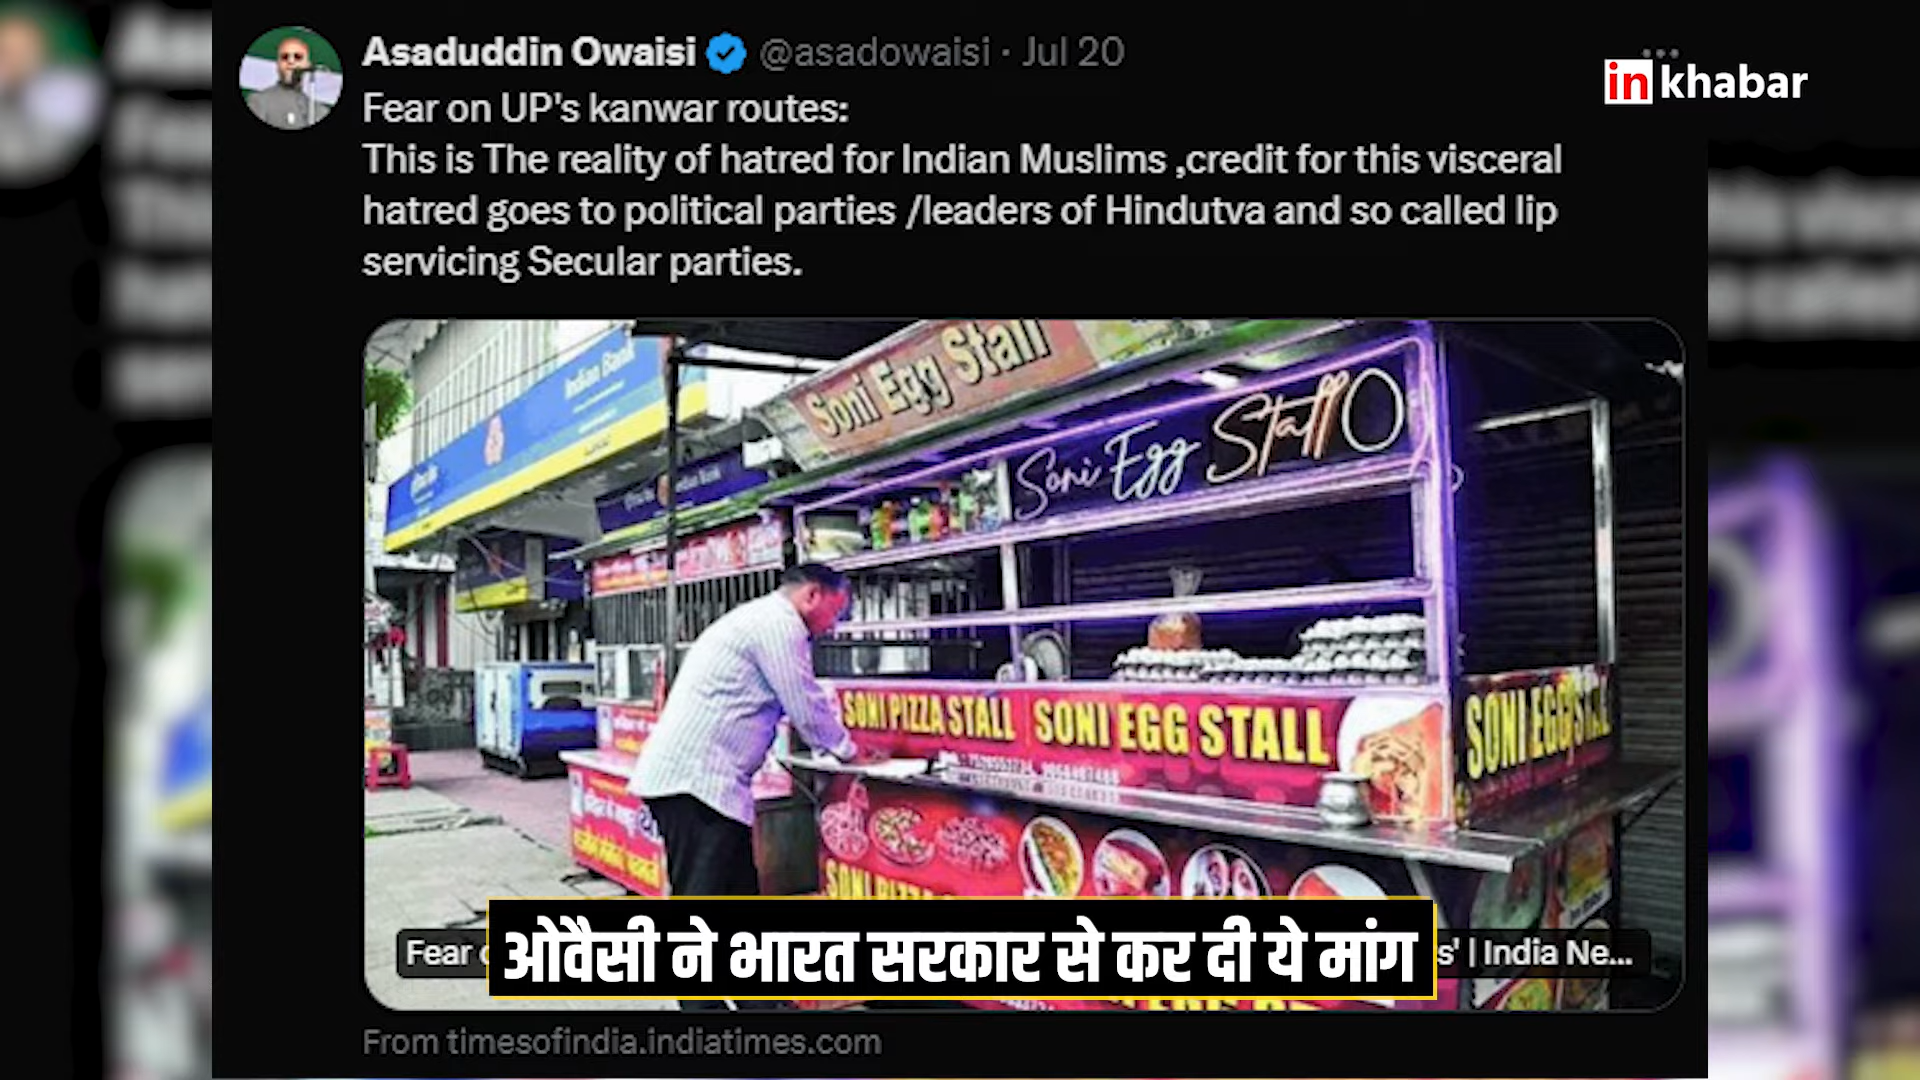 Asaduddin Owaisi @asadowaisi · Jul 20
inkhabar
Fear on UP's kanwar routes:
This is The reality of hatred for Indian Muslims ,credit for this visceral
hatred goes to political parties /leaders of Hindutva and so called lip
servicing Secular parties.
Indian Bank
Soni Egg Stall
Soni Egg Stall
SONI PIZZA STALL
SONI EGG STALL
SONI EGG STALL
SONI PIZZA
Fear
s' | India Ne...
ओवैसी ने भारत सरकार से कर दी ये मांग
From timesofindia.indiatimes.com